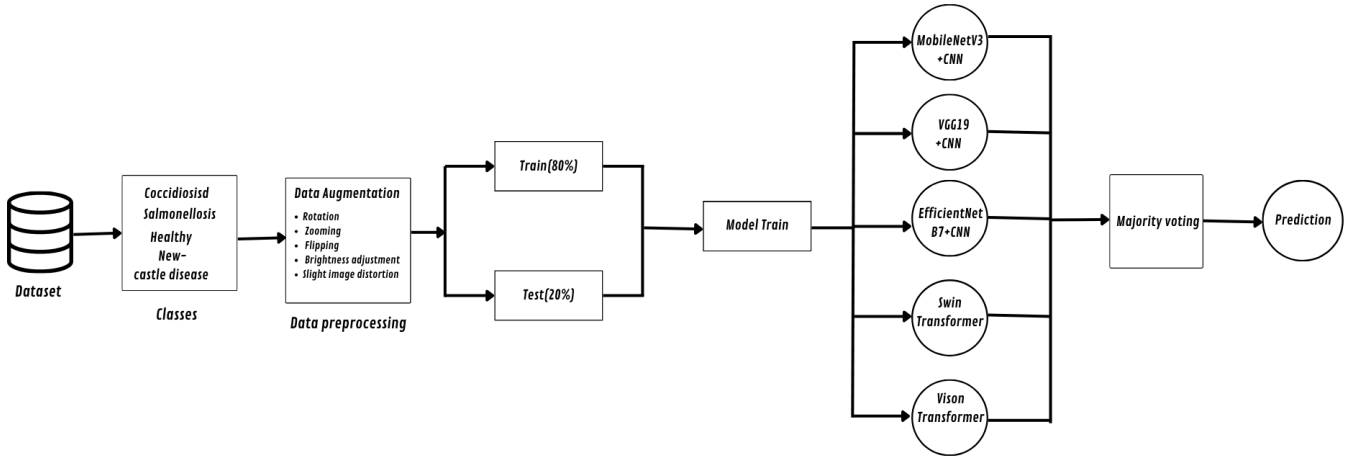 Dataset
Coccidiosisd
Salmonellosis
Healthy
New-
castle disease
Classes
Data Augmentation
• Rotation
• Zooming
• Flipping
• Brightness adjustment
• Slight image distortion
Data preprocessing
Train(80%)
Test(20%)
Model Train
MobileNetV3
+CNN
VGG19
+CNN
EfficientNet
B7+CNN
Swin
Transformer
Vison
Transformer
Majority voting
Prediction